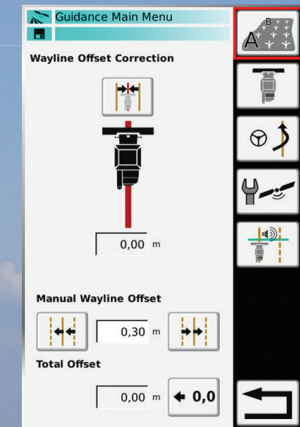 Guidance Main Menu
A B
Wayline Offset Correction
0,00 m
Manual Wayline Offset
0,30 m
Total Offset
0,00 m 0,0